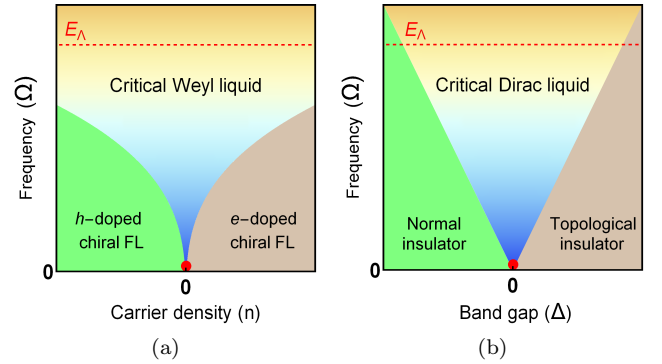 E_Λ
Critical Weyl liquid
h-doped
chiral FL
e-doped
chiral FL
Frequency (Ω)
0
0
Carrier density (n)
(a)
E_Λ
Critical Dirac liquid
Normal
insulator
Topological
insulator
Frequency (Ω)
0
0
Band gap (Δ)
(b)